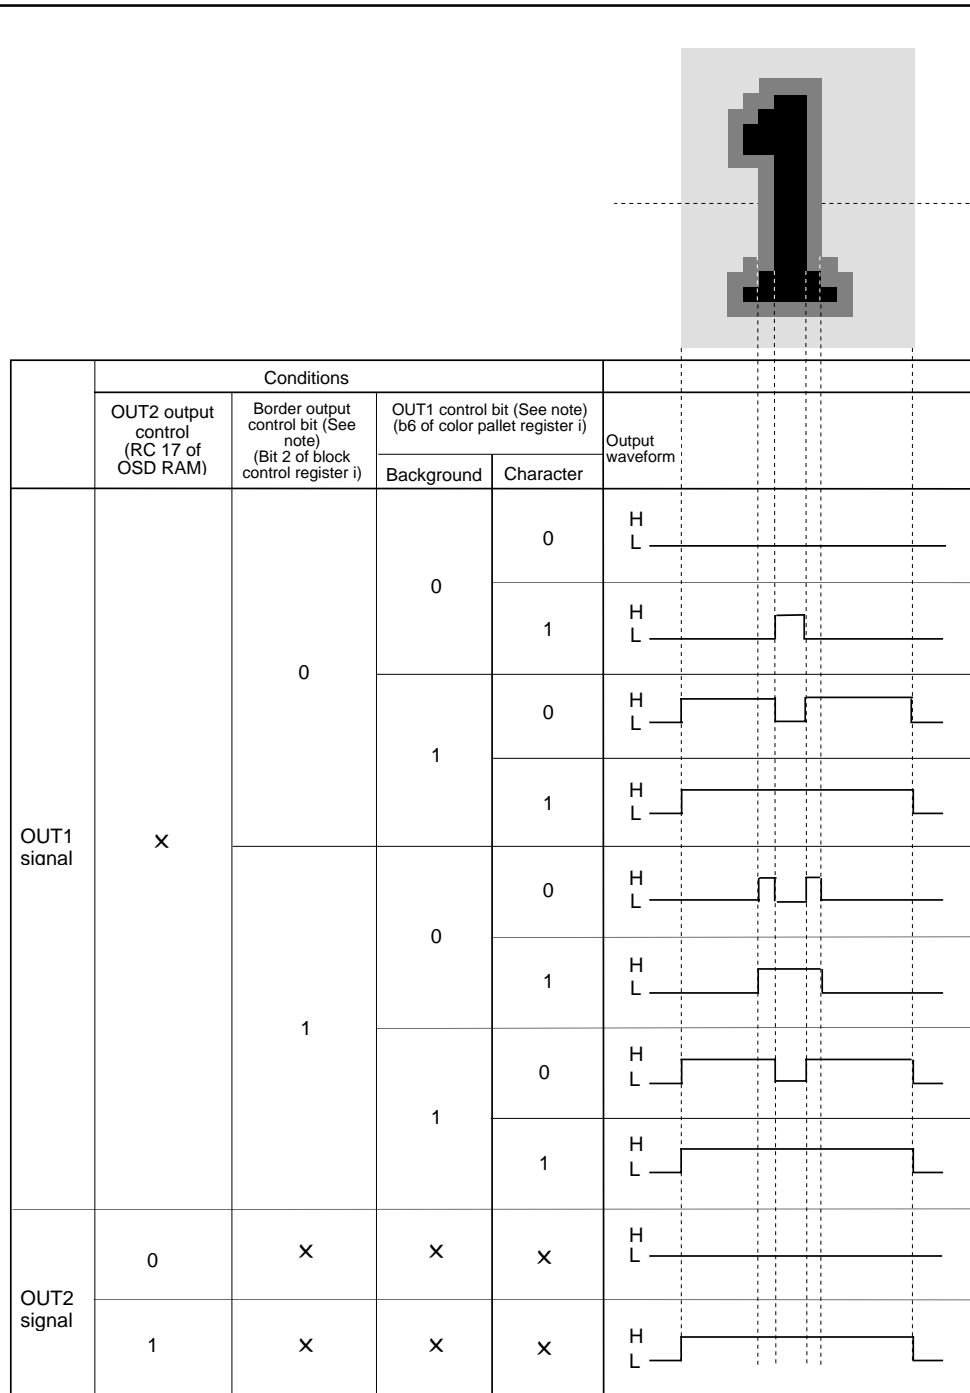 Conditions
OUT2 output
control
(RC 17 of
OSD RAM)
Border output
control bit (See
note)
(Bit 2 of block
control register i)
OUT1 control bit (See note)
(b6 of color pallet register i)
Background
Character
Output
waveform
OUT1
signal
×
0
0
0
H
L
1
H
L
1
0
H
L
1
H
L
1
0
0
H
L
1
H
L
1
0
H
L
1
H
L
OUT2
signal
0
×
×
×
H
L
1
×
×
×
H
L